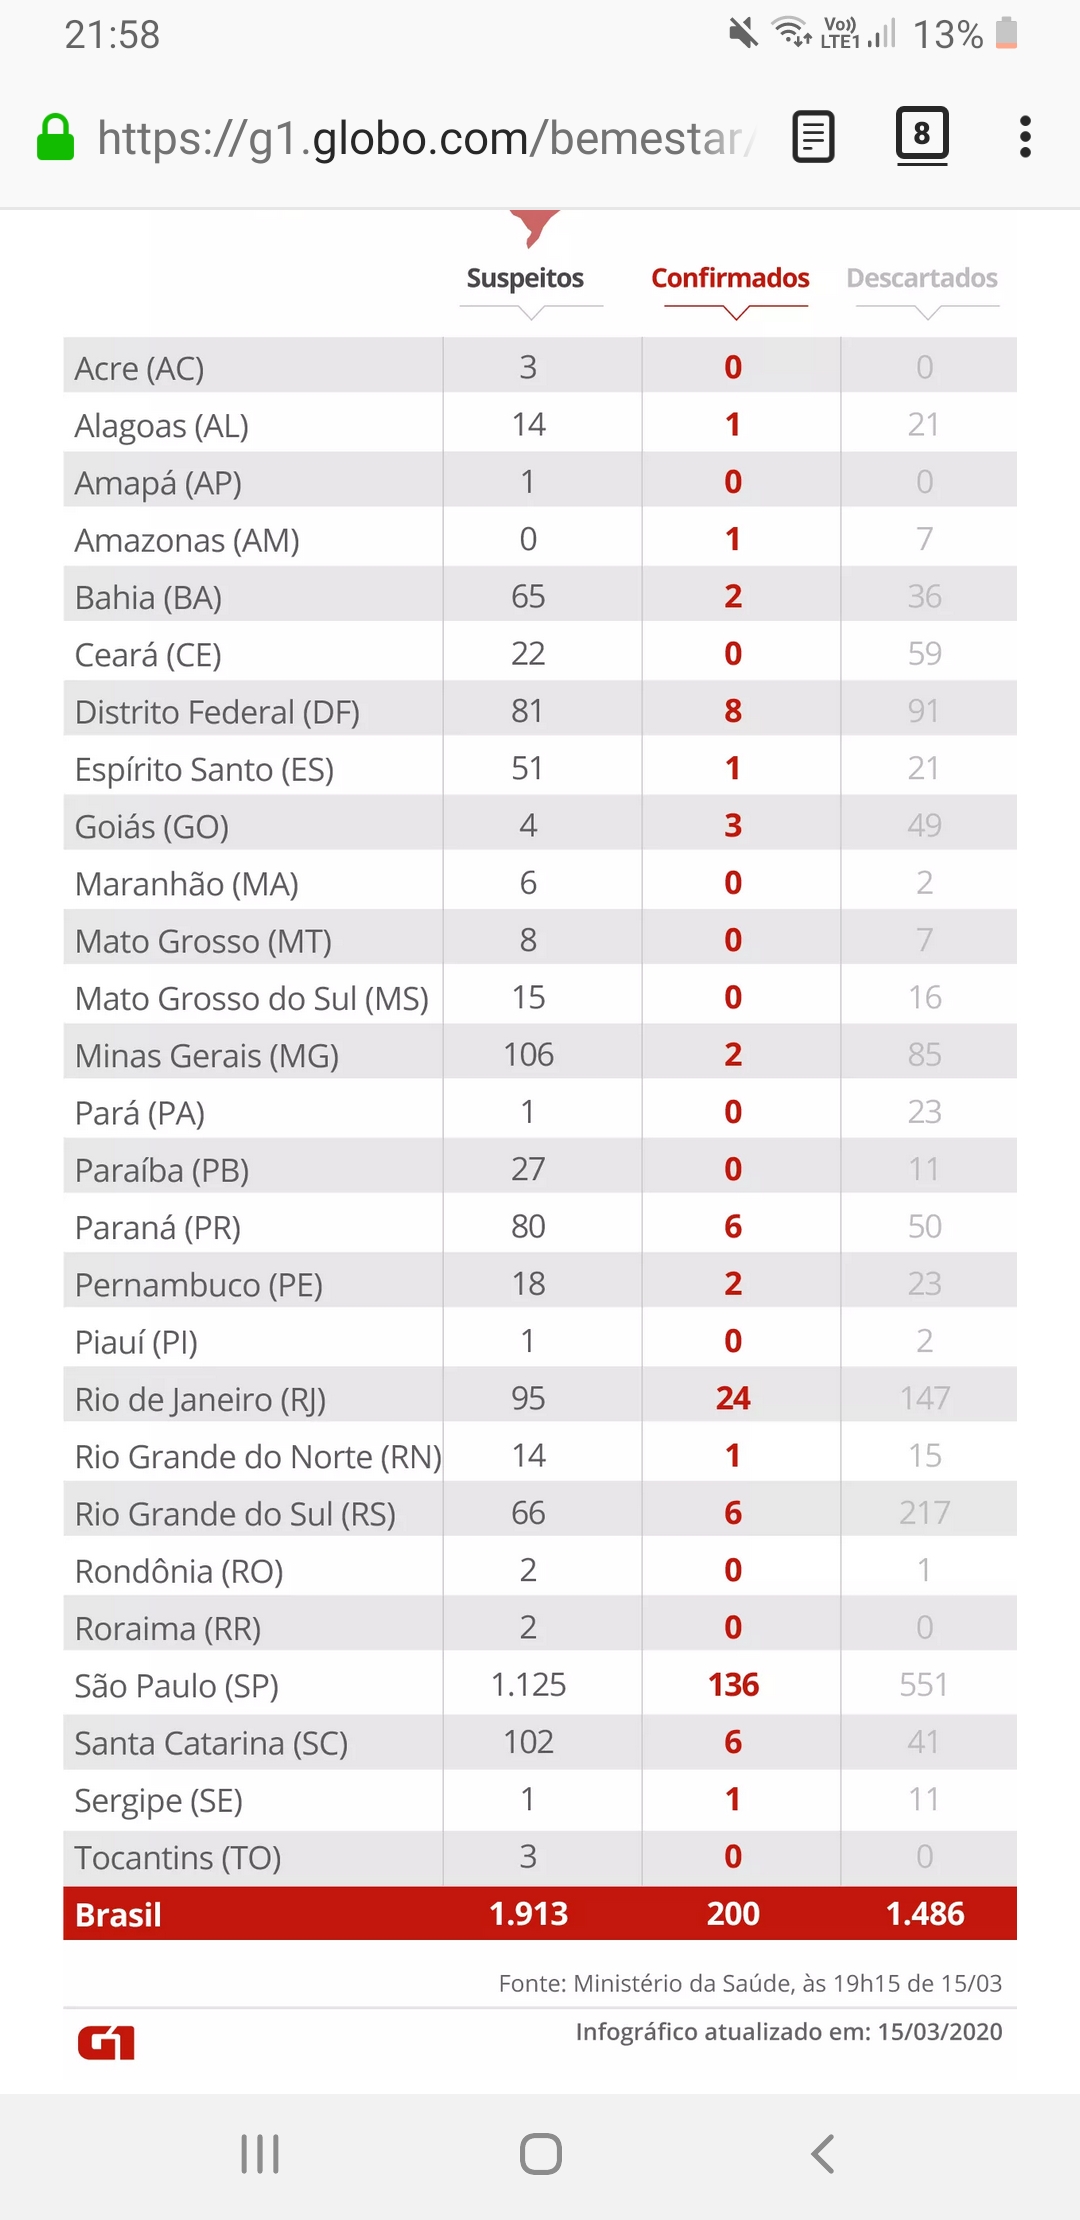 21:58 Vo)) LTE1 13%
https://g1.globo.com/bemestar/ 8
Suspeitos Confirmados Descartados
Acre (AC) 3 0 0
Alagoas (AL) 14 1 21
Amapá (AP) 1 0 0
Amazonas (AM) 0 1 7
Bahia (BA) 65 2 36
Ceará (CE) 22 0 59
Distrito Federal (DF) 81 8 91
Espírito Santo (ES) 51 1 21
Goiás (GO) 4 3 49
Maranhão (MA) 6 0 2
Mato Grosso (MT) 8 0 7
Mato Grosso do Sul (MS) 15 0 16
Minas Gerais (MG) 106 2 85
Pará (PA) 1 0 23
Paraíba (PB) 27 0 11
Paraná (PR) 80 6 50
Pernambuco (PE) 18 2 23
Piauí (PI) 1 0 2
Rio de Janeiro (RJ) 95 24 147
Rio Grande do Norte (RN) 14 1 15
Rio Grande do Sul (RS) 66 6 217
Rondônia (RO) 2 0 1
Roraima (RR) 2 0 0
São Paulo (SP) 1.125 136 551
Santa Catarina (SC) 102 6 41
Sergipe (SE) 1 1 11
Tocantins (TO) 3 0 0
Brasil 1.913 200 1.486
Fonte: Ministério da Saúde, às 19h15 de 15/03
G1 Infográfico atualizado em: 15/03/2020